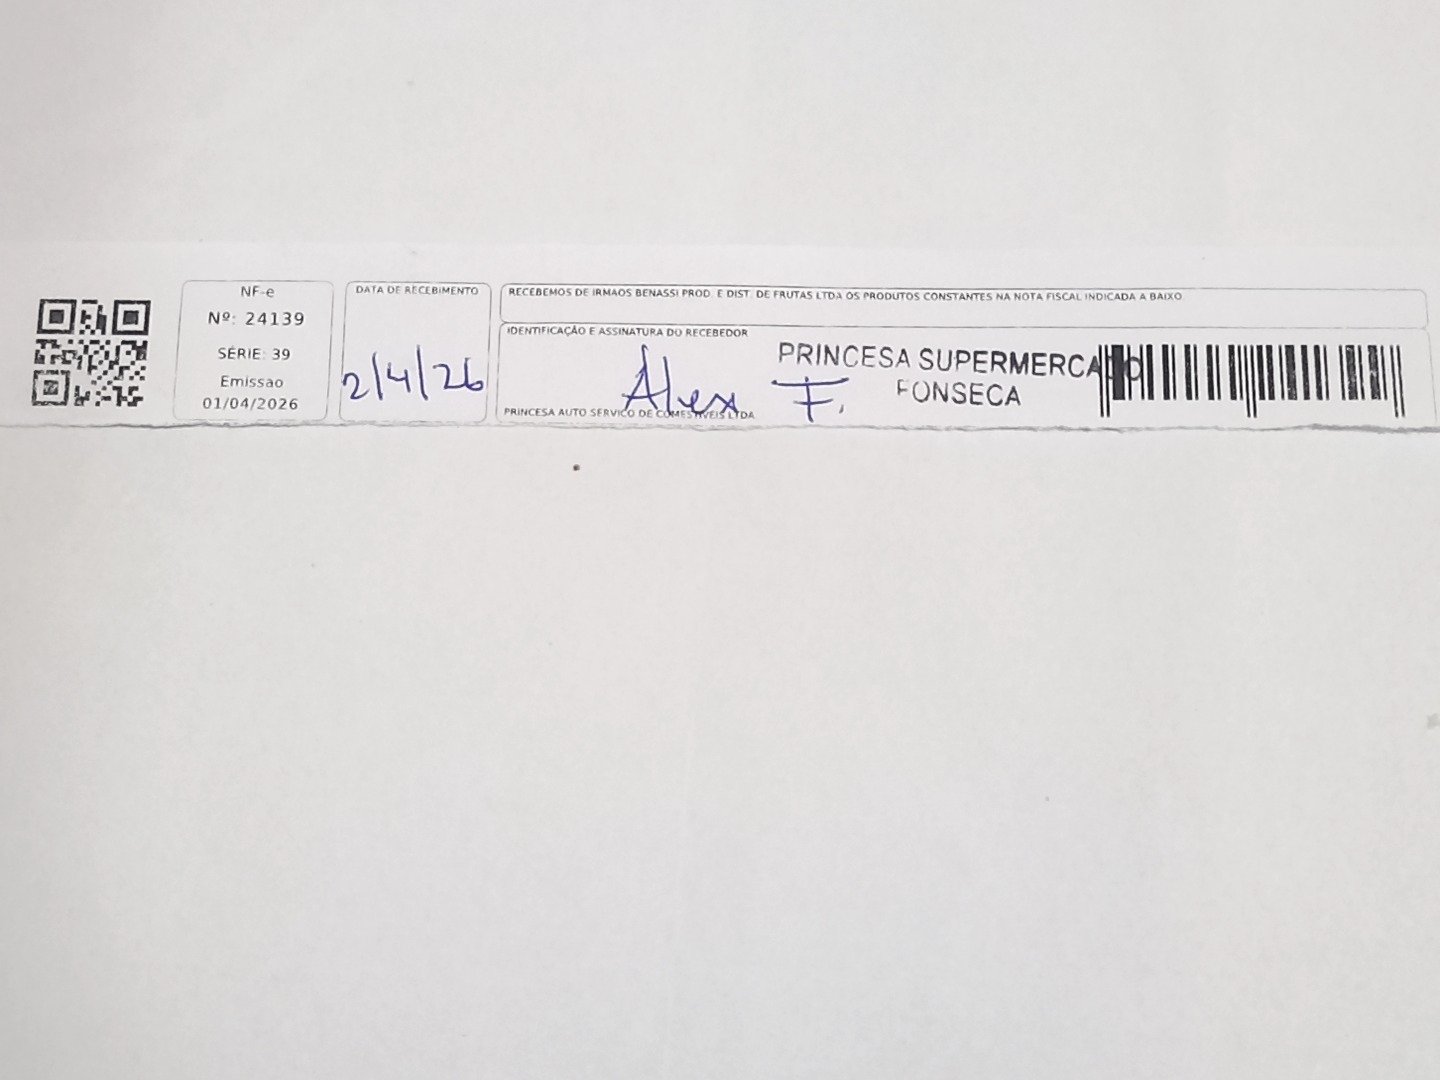 NF-e
Nº: 24139
SÉRIE: 39
Emissao
01/04/2026
DATA DE RECEBIMENTO
2/4/26
RECEBEMOS DE IRMAOS BENASSI PROD. E DIST. DE FRUTAS LTDA OS PRODUTOS CONSTANTES NA NOTA FISCAL INDICADA A BAIXO
IDENTIFICAÇÃO E ASSINATURA DO RECEBEDOR
PRINCESA SUPERMERCADO
FONSECA
Alex F.
PRINCESA AUTO SERVICO DE COMESTIVEIS LTDA